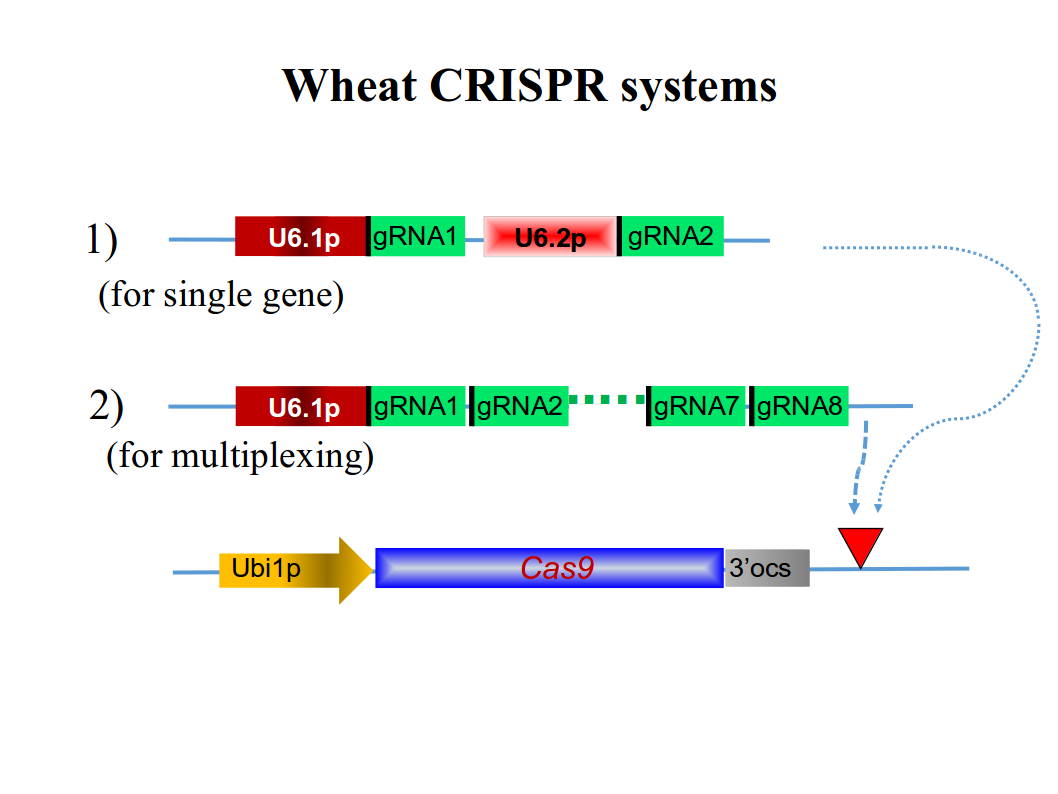 Wheat CRISPR systems
1) U6.1p gRNA1 U6.2p gRNA2
(for single gene)
2) U6.1p gRNA1 gRNA2 gRNA7 gRNA8
(for multiplexing)
Ubi1p Cas9 3’ocs